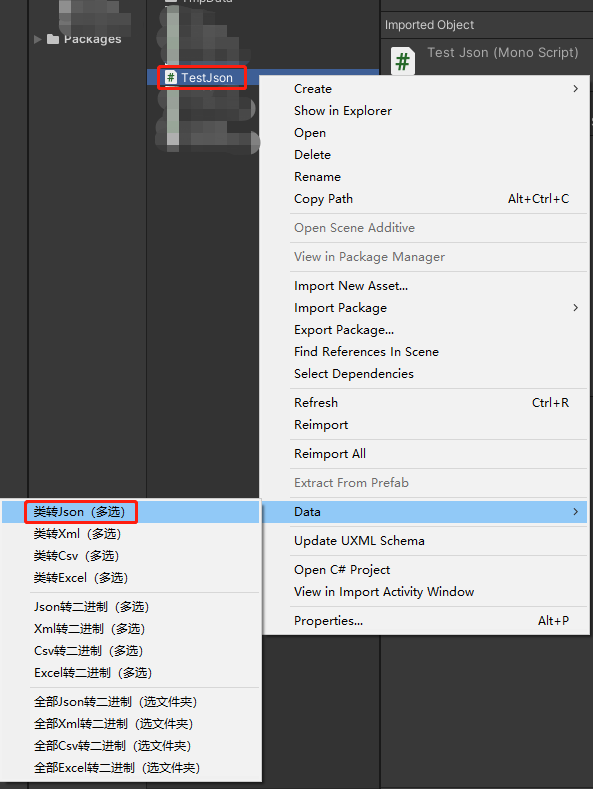 TmpData
Imported Object
Packages
Test Json (Mono Script)
TestJson
Create
Show in Explorer
Open
Delete
Rename
Copy Path Alt+Ctrl+C
Open Scene Additive
View in Package Manager
Import New Asset...
Import Package
Export Package...
Find References In Scene
Select Dependencies
Refresh Ctrl+R
Reimport
Reimport All
Extract From Prefab
Data
Update UXML Schema
Open C# Project
View in Import Activity Window
Properties... Alt+P
类转Json（多选）
类转Xml（多选）
类转Csv（多选）
类转Excel（多选）
Json转二进制（多选）
Xml转二进制（多选）
Csv转二进制（多选）
Excel转二进制（多选）
全部Json转二进制（选文件夹）
全部Xml转二进制（选文件夹）
全部Csv转二进制（选文件夹）
全部Excel转二进制（选文件夹）